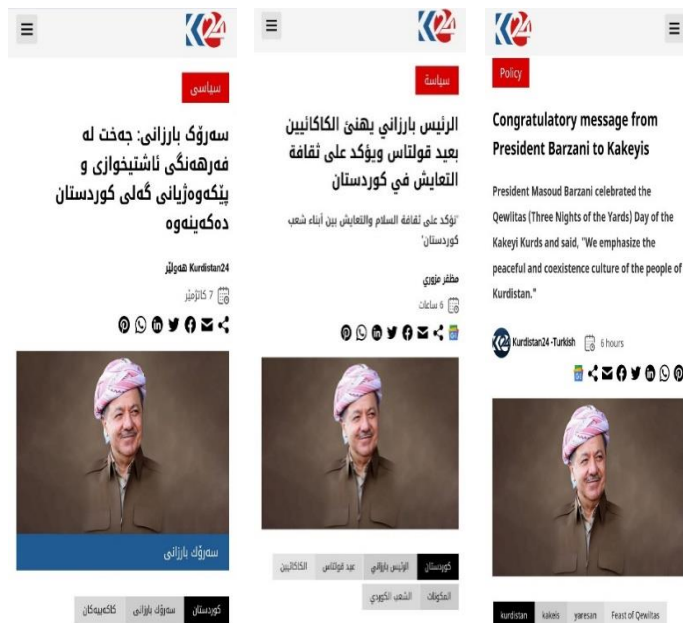 K24
سیاسی
سەرۆک بارزانی: جەخت لە
فەرهەنگی ئاشتیخوازی و
پێکەوەژیانی گەلی کوردستان
دەکەینەوە
Kurdistan24 هەولێر
7 کاتژمێر
سەرۆک بارزانی
کوردستان سەرۆک بارزانی کاکەییەکان
K24
سياسة
الرئيس بارزاني يهنئ الكاكائيين
بعيد قولتاس ويؤكد على ثقافة
التعايش في كوردستان
"نؤكد على ثقافة السلام والتعايش بين أبناء شعب
كوردستان"
مظفر مزوري
6 ساعات
كوردستان الرئيس بارزاني عيد قولتاس الكاكائيين
المكونات الشعب الكوردي
K24
Policy
Congratulatory message from
President Barzani to Kakeyis
President Masoud Barzani celebrated the
Qewlitas (Three Nights of the Yards) Day of the
Kakeyi Kurds and said, "We emphasize the
peaceful and coexistence culture of the people of
Kurdistan."
K24 Kurdistan24 -Turkish 6 hours
kurdistan kakeis yaresan Feast of Qewlitas